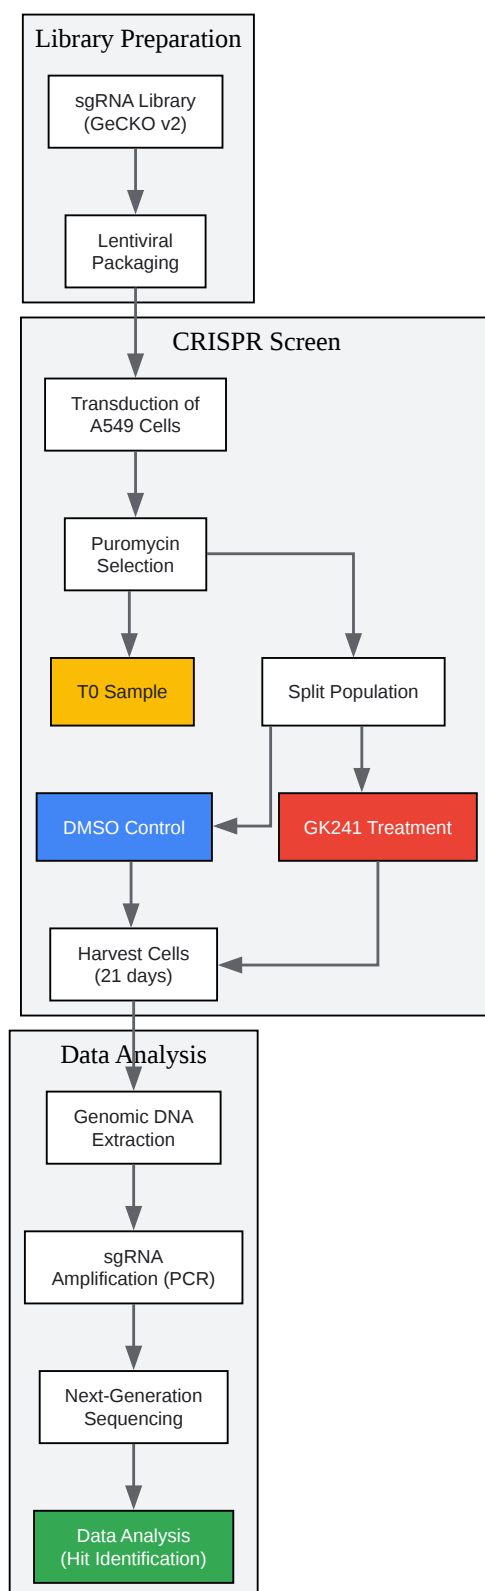 Library Preparation
sgRNA Library
(GeCKO v2)
Lentiviral
Packaging
CRISPR Screen
Transduction of
A549 Cells
Puromycin
Selection
T0 Sample
Split Population
DMSO Control
GK241 Treatment
Harvest Cells
(21 days)
Data Analysis
Genomic DNA
Extraction
sgRNA
Amplification (PCR)
Next-Generation
Sequencing
Data Analysis
(Hit Identification)